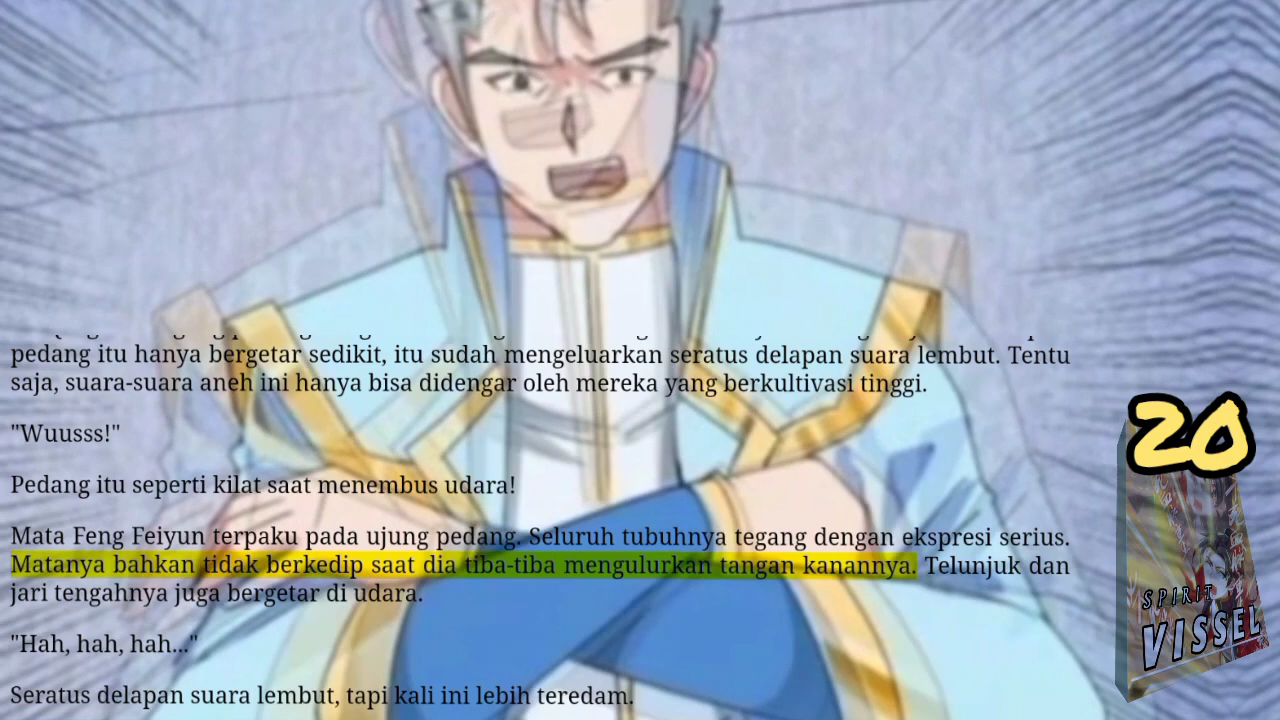 pedang itu hanya bergetar sedikit, itu sudah mengeluarkan seratus delapan suara lembut. Tentu
saja, suara-suara aneh ini hanya bisa didengar oleh mereka yang berkultivasi tinggi.
"Wuusss!"
Pedang itu seperti kilat saat menembus udara!
Mata Feng Feiyun terpaku pada ujung pedang. Seluruh tubuhnya tegang dengan ekspresi serius.
Matanya bahkan tidak berkedip saat dia tiba-tiba mengulurkan tangan kanannya. Telunjuk dan
jari tengahnya juga bergetar di udara.
"Hah, hah, hah..."
Seratus delapan suara lembut, tapi kali ini lebih teredam.
20
SPIRIT
VISSEL